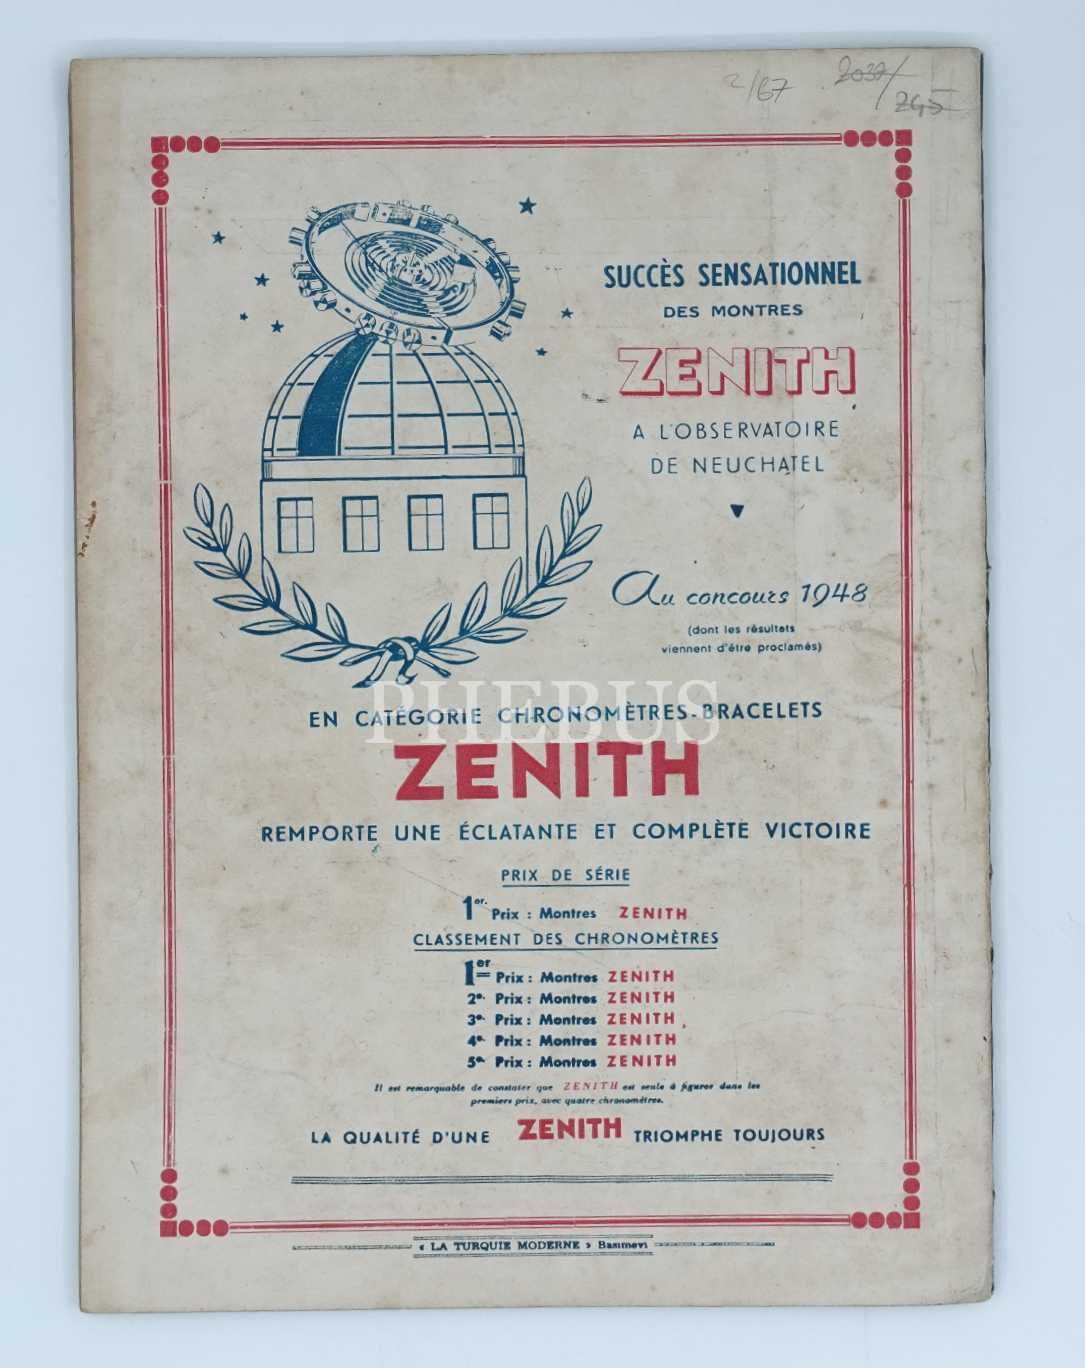 2/67 2037/
245
SUCCÈS SENSATIONNEL
DES MONTRES
ZENITH
A L'OBSERVATOIRE
DE NEUCHATEL
Au concours 1948
(dont les résultats
viennent d'être proclamés)
PHEBUS
EN CATÉGORIE CHRONOMÈTRES-BRACELETS
ZENITH
REMPORTE UNE ÉCLATANTE ET COMPLÈTE VICTOIRE
PRIX DE SÉRIE
1er. Prix : Montres ZENITH
CLASSEMENT DES CHRONOMÈTRES
1er Prix : Montres ZENITH
2e. Prix : Montres ZENITH
3e. Prix : Montres ZENITH
4e. Prix : Montres ZENITH
5e. Prix : Montres ZENITH
Il est remarquable de constater que ZENITH est seule à figurer dans les
premiers prix, avec quatre chronomètres.
LA QUALITÉ D'UNE ZENITH TRIOMPHE TOUJOURS
« LA TURQUIE MODERNE » Basımevi